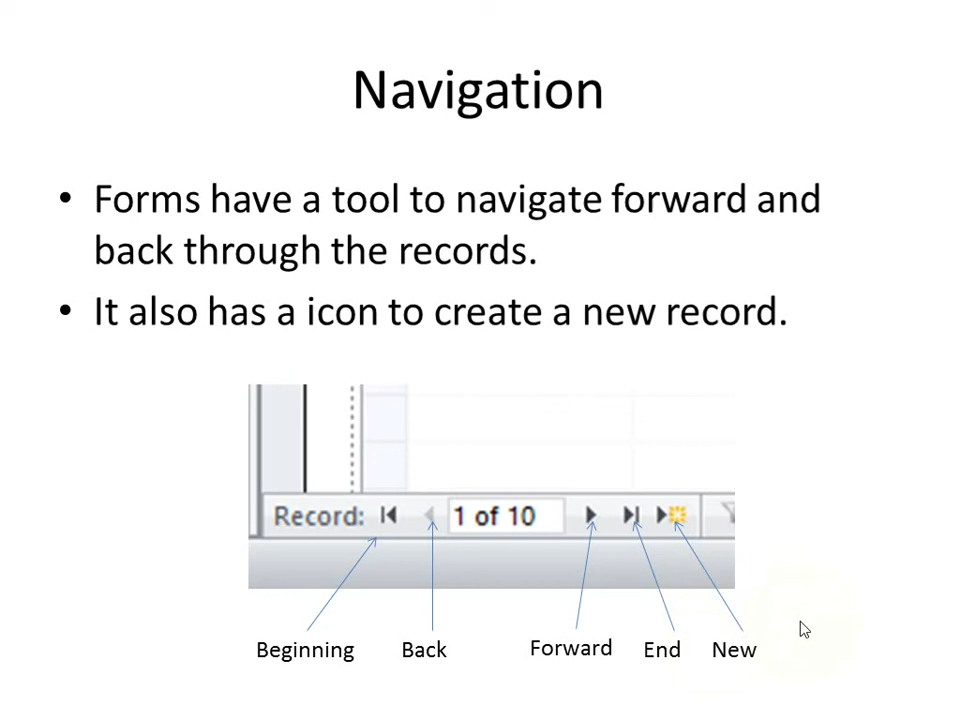 Navigation
• Forms have a tool to navigate forward and
back through the records.
• It also has a icon to create a new record.
Record: 1 of 10
Beginning Back Forward End New